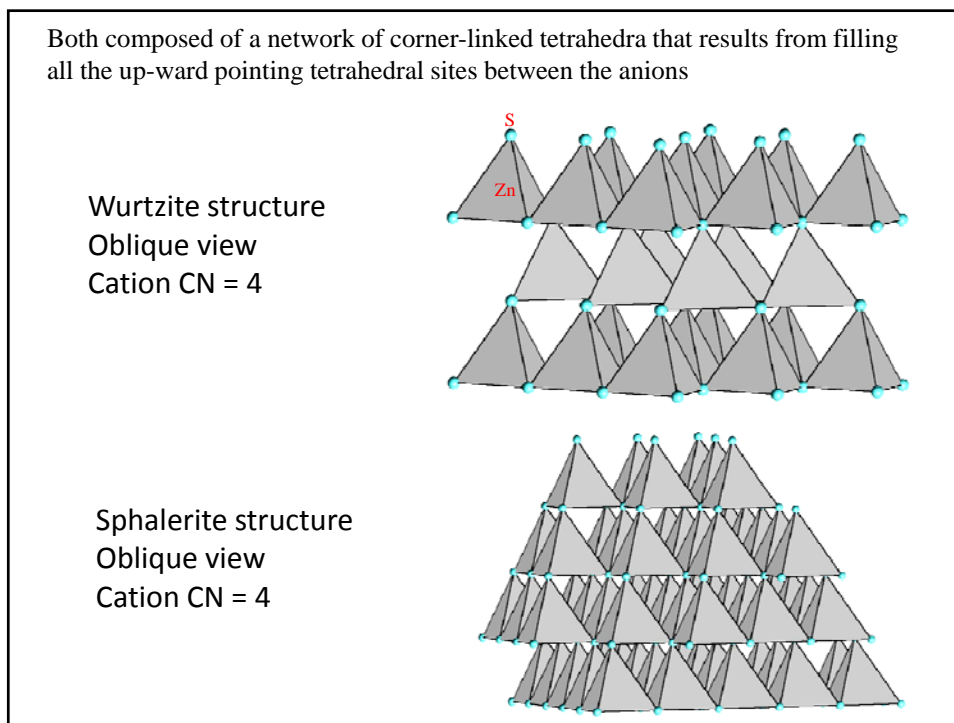 Both composed of a network of corner-linked tetrahedra that results from filling
all the up-ward pointing tetrahedral sites between the anions
S
Zn
Wurtzite structure
Oblique view
Cation CN = 4
Sphalerite structure
Oblique view
Cation CN = 4